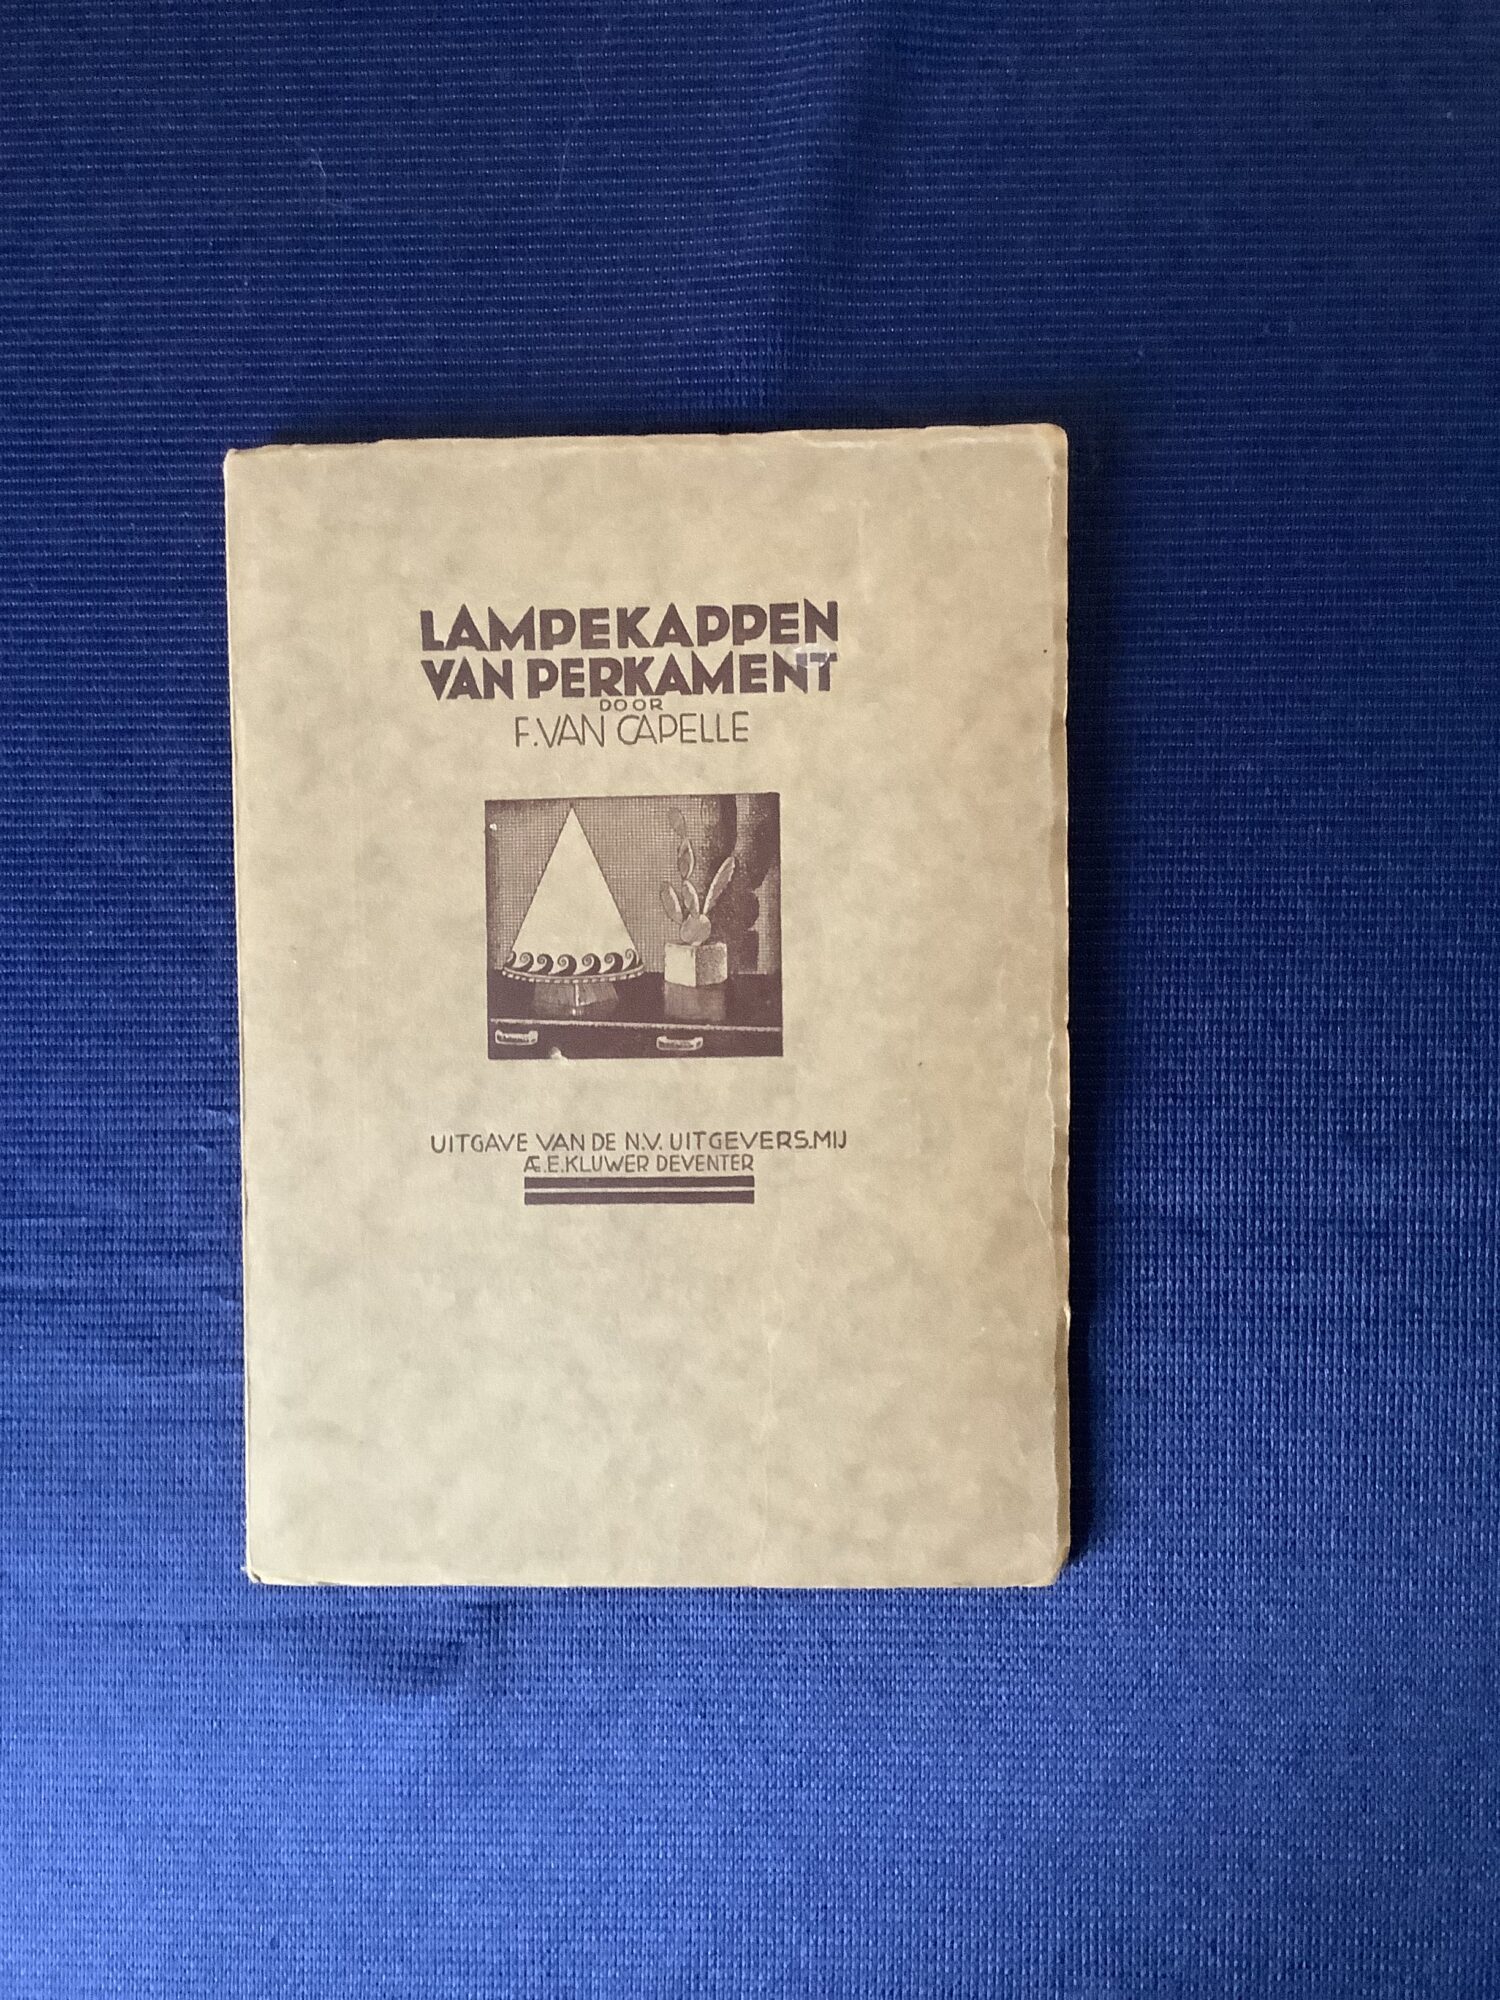 LAMPEKAPPEN
VAN PERKAMENT
DOOR
F. VAN CAPELLE
UITGAVE VAN DE N.V. UITGEVERS.MIJ
Æ.E. KLUWER DEVENTER